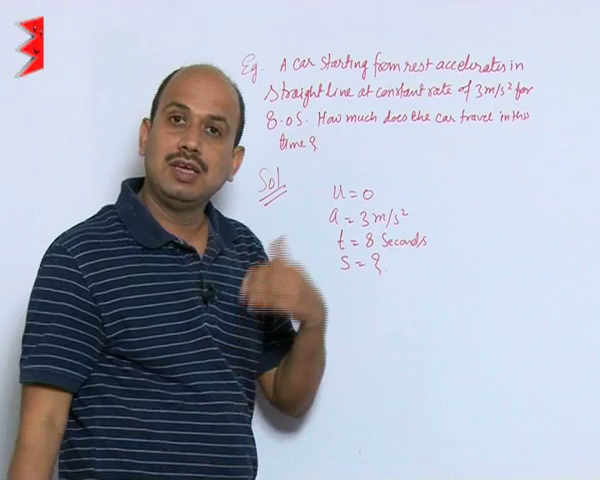 Eg. A car starting from rest accelerates in
straight line at constant rate of 3 m/s² for
8.0S. How much does the car travel in this
time ?
Sol
u = 0
a = 3 m/s²
t = 8 Seconds
S = ?